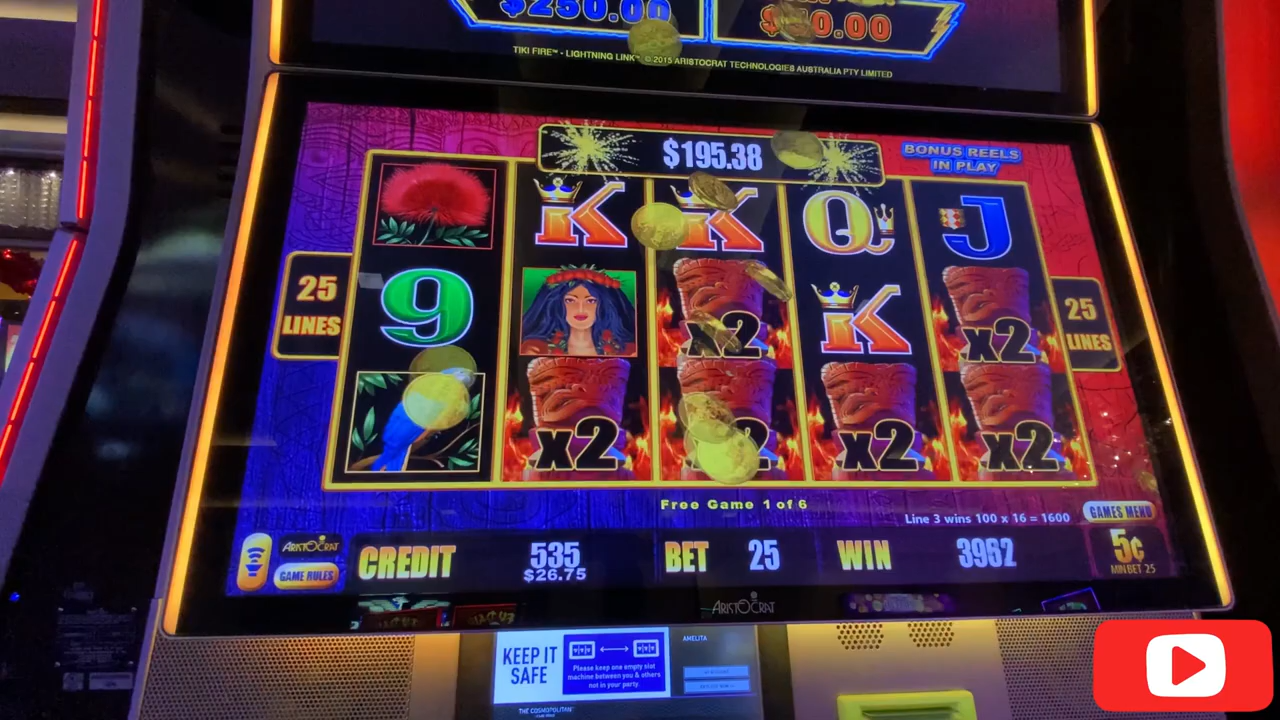 $250.00
TIKI FIRE™ - LIGHTNING LINK™ © 2015 ARISTOCRAT TECHNOLOGIES AUSTRALIA PTY LIMITED
$195.38
BONUS REELS
IN PLAY
K K Q J
25
LINES
9 K
25
LINES
x2 x2
x2 x2 x2
Free Game 1 of 6
Line 3 wins 100 x 16 = 1600
GAMES MENU
ARISTOCRAT
GAME RULES
CREDIT 535
$26.75
BET 25 WIN 3962
5¢
MIN BET 25
ARISTOCRAT
KEEP IT
SAFE
Please keep one empty slot
machine between you & others
not in your party.
AMELITA
THE COSMOPOLITAN